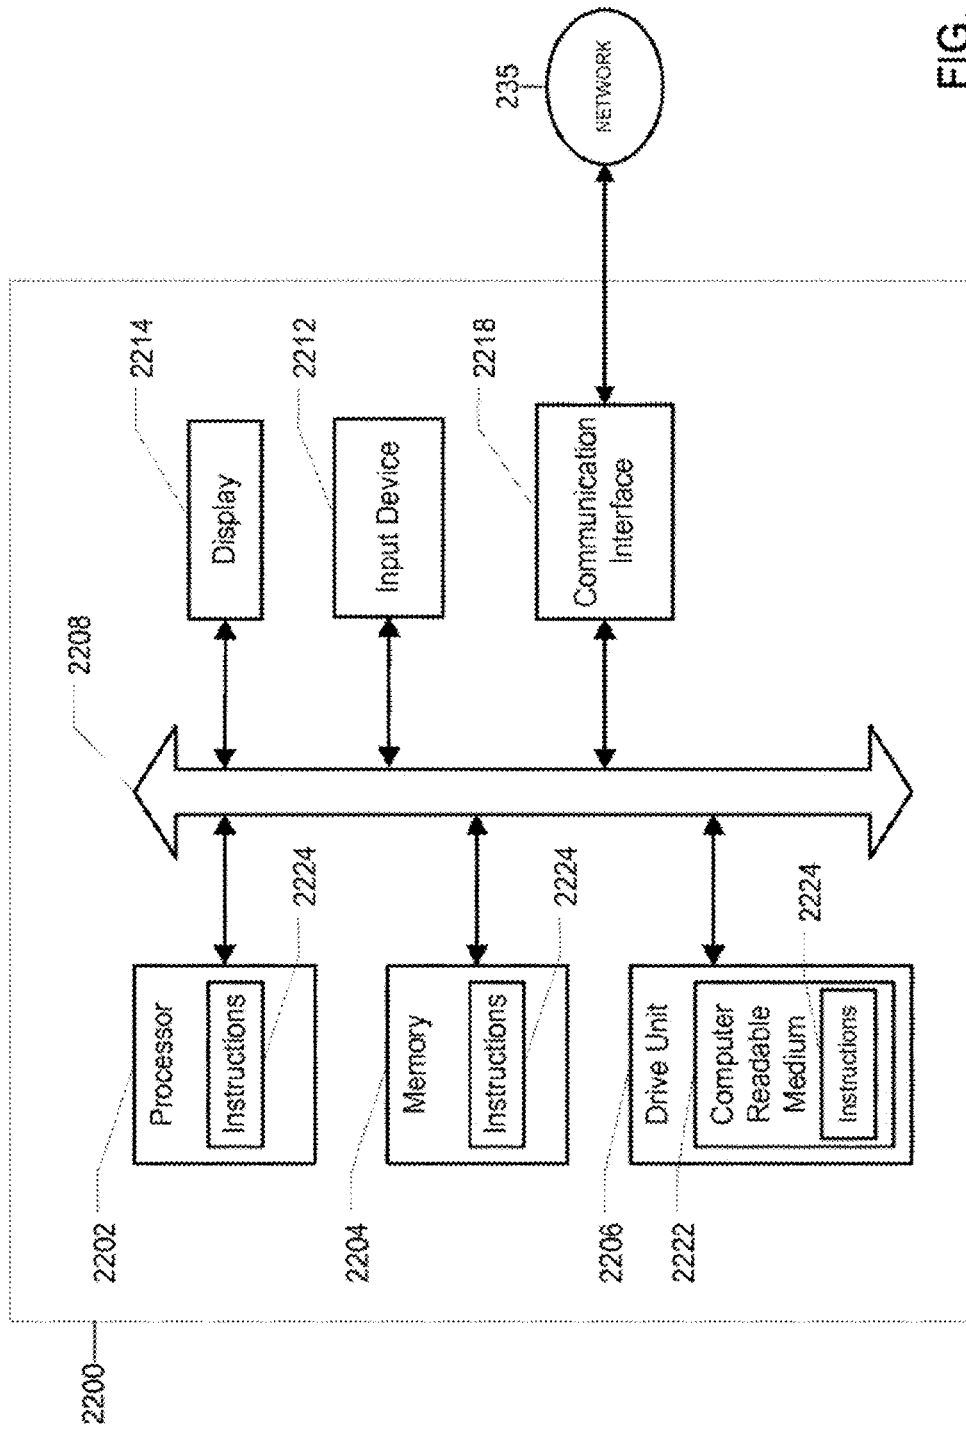 2200
2202
Processor
Instructions
2224
2204
Memory
Instructions
2224
2206
2222
Drive Unit
Computer
Readable
Medium
Instructions
2224
2208
Display
2214
Input Device
2212
Communication
Interface
2218
235
NETWORK
FIG.